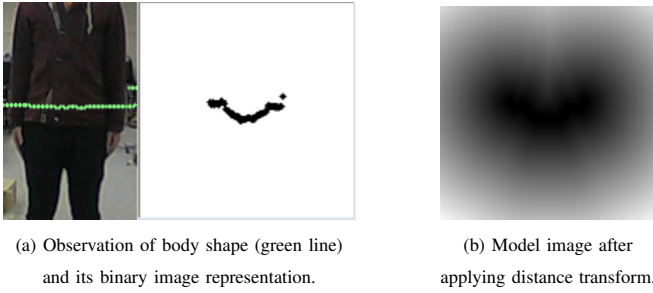 (a) Observation of body shape (green line)
and its binary image representation.
(b) Model image after
applying distance transform.